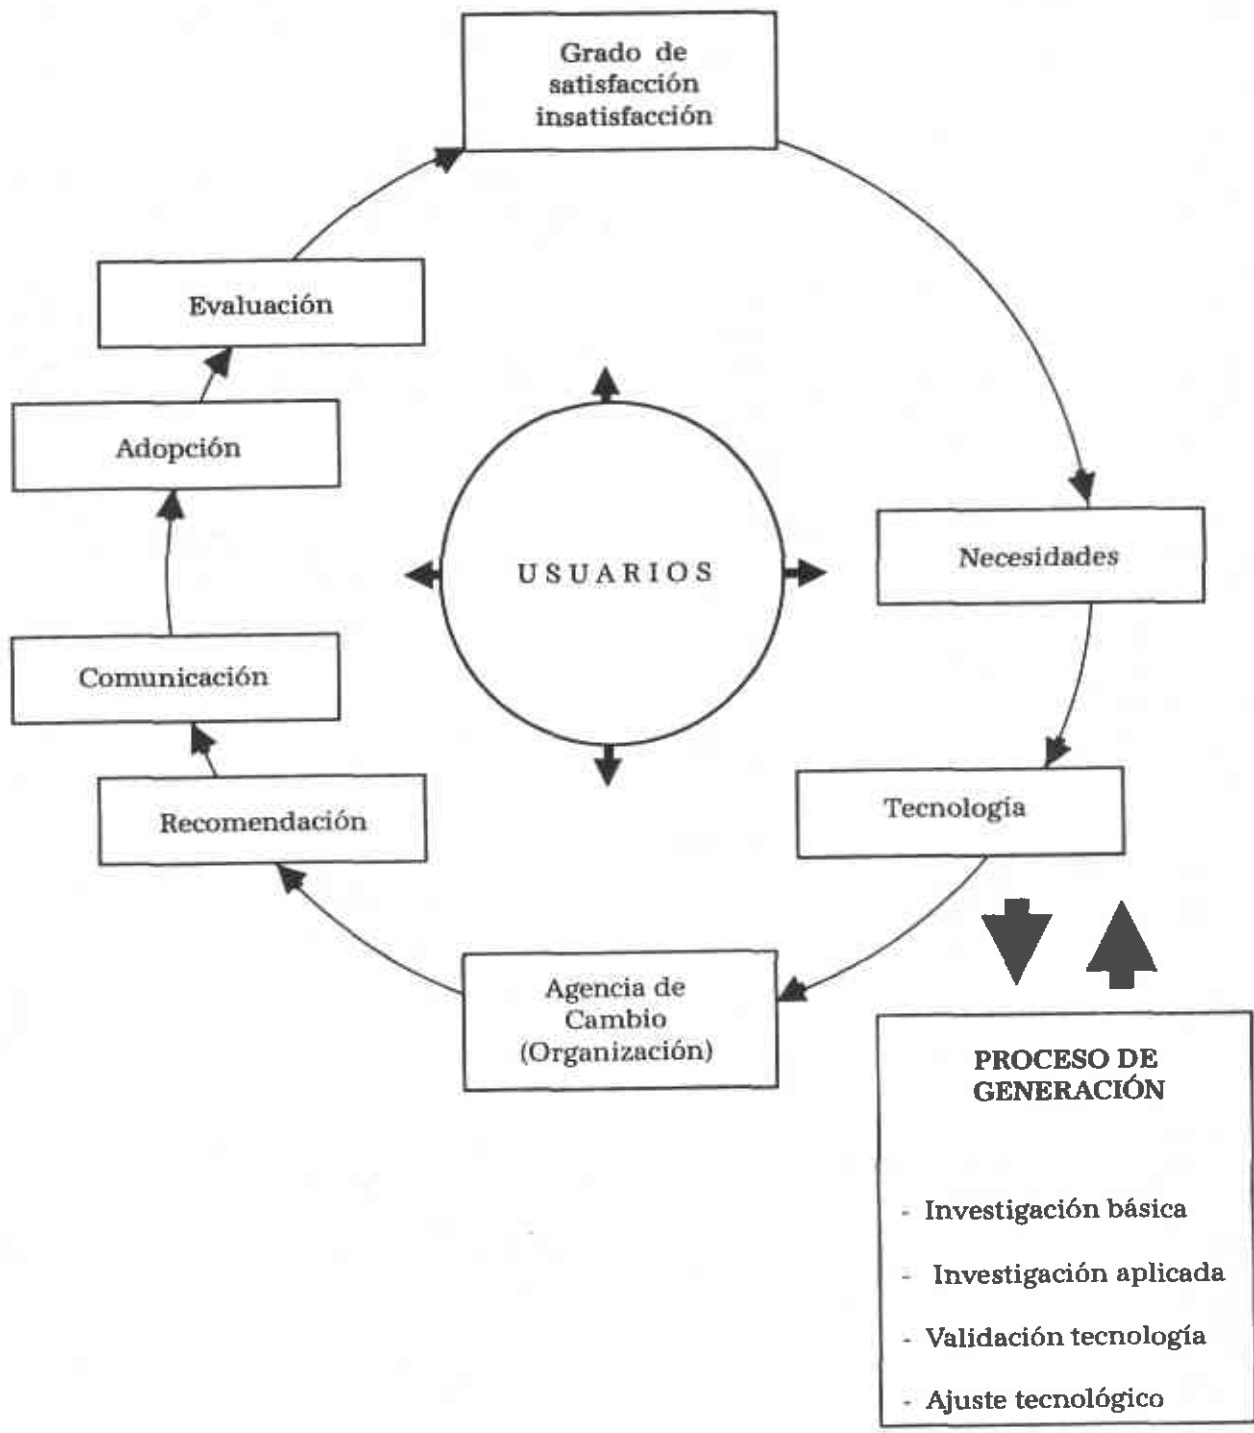 Grado de
satisfacción
insatisfacción
Evaluación
Adopción
USUARIOS
Necesidades
Comunicación
Tecnología
Recomendación
Agencia de
Cambio
(Organización)
PROCESO DE
GENERACIÓN
- Investigación básica
- Investigación aplicada
- Validación tecnología
- Ajuste tecnológico